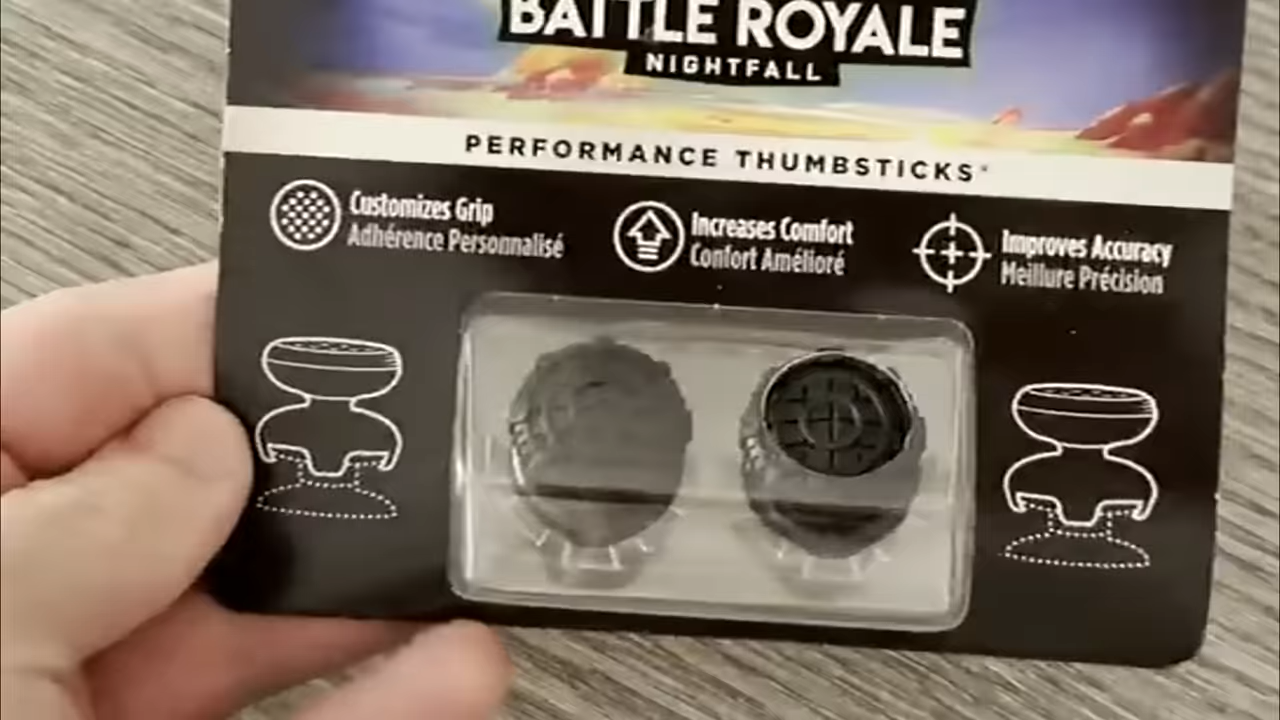 BATTLE ROYALE
NIGHTFALL
PERFORMANCE THUMBSTICKS
Customizes Grip
Adhérence Personnalisé
Increases Comfort
Confort Amélioré
Improves Accuracy
Meillure Précision